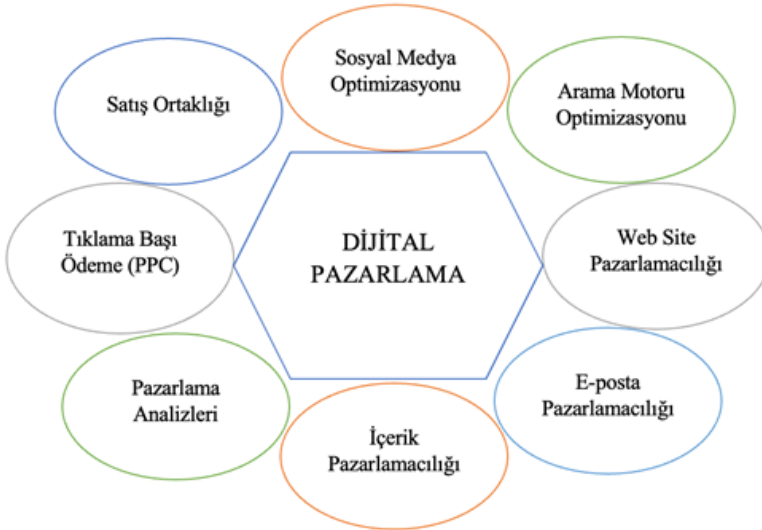 Sosyal Medya
Optimizasyonu
Satış Ortaklığı
Arama Motoru
Optimizasyonu
Tıklama Başı
Ödeme (PPC)
DİJİTAL
PAZARLAMA
Web Site
Pazarlamacılığı
Pazarlama
Analizleri
E-posta
Pazarlamacılığı
İçerik
Pazarlamacılığı